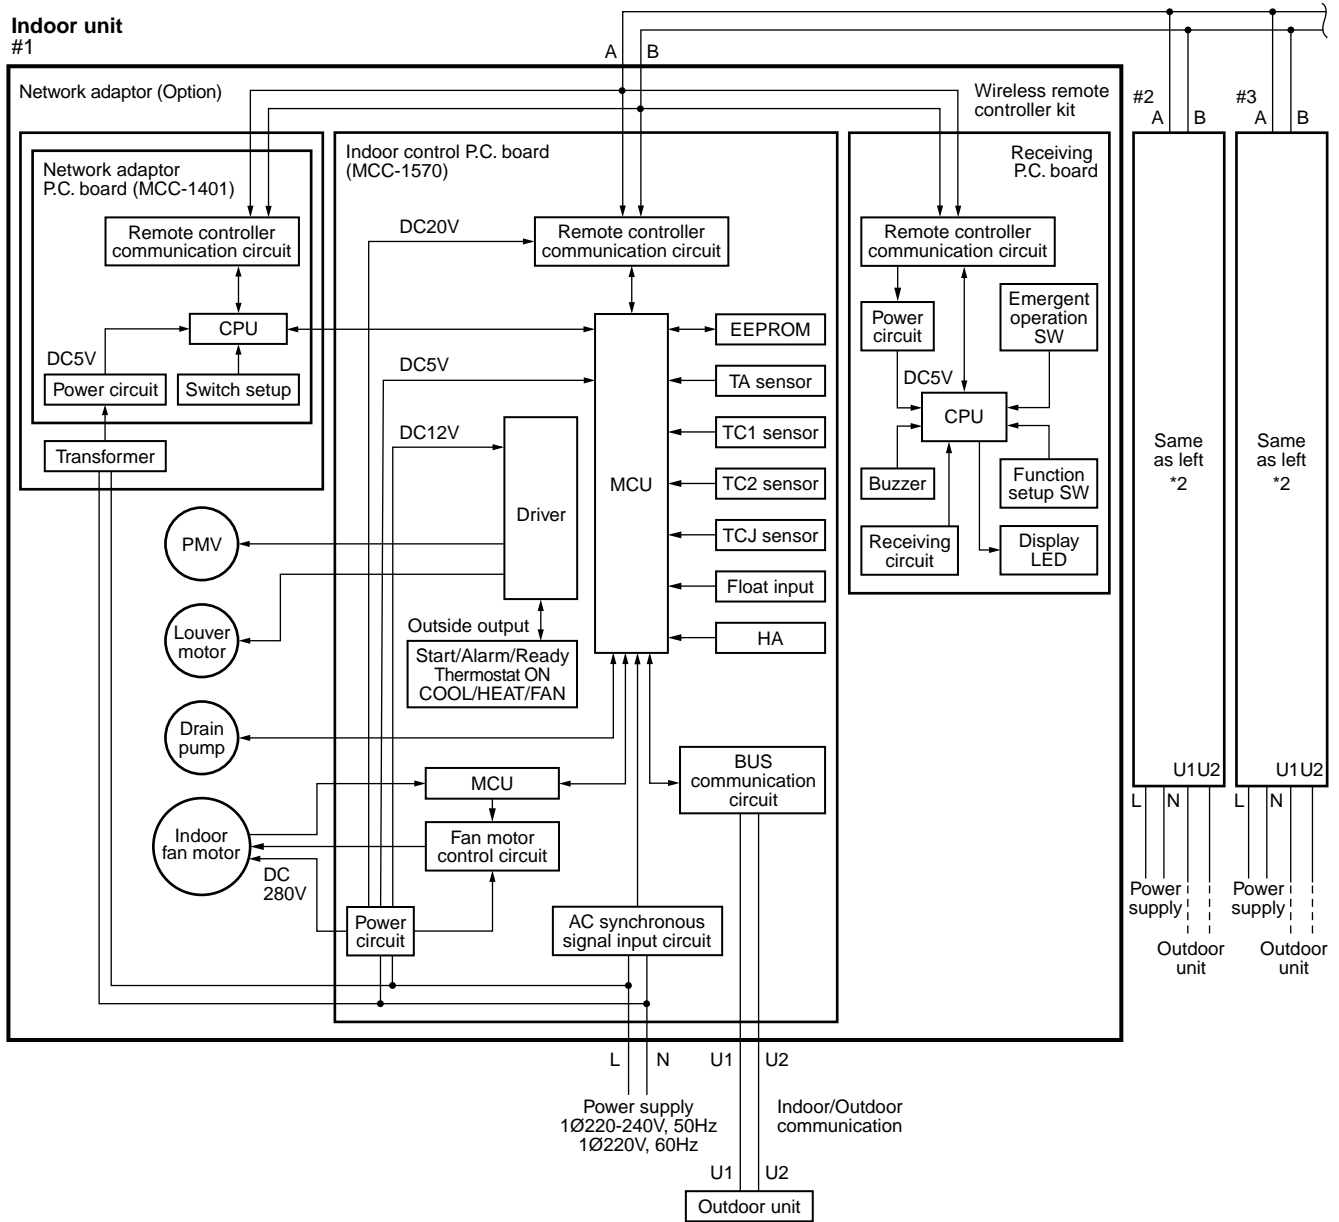 Indoor unit
#1
A
B
Network adaptor (Option)
Wireless remote
controller kit
Network adaptor
P.C. board (MCC-1401)
Remote controller
communication circuit
CPU
DC5V
Power circuit
Switch setup
Transformer
Indoor control P.C. board
(MCC-1570)
DC20V
Remote controller
communication circuit
DC5V
DC12V
Driver
MCU
EEPROM
TA sensor
TC1 sensor
TC2 sensor
TCJ sensor
Float input
HA
Outside output
Start/Alarm/Ready
Thermostat ON
COOL/HEAT/FAN
PMV
Louver
motor
Drain
pump
Indoor
fan motor
DC
280V
MCU
Fan motor
control circuit
Power
circuit
AC synchronous
signal input circuit
BUS
communication
circuit
Receiving
P.C. board
Remote controller
communication circuit
Power
circuit
Emergent
operation
SW
DC5V
CPU
Buzzer
Function
setup SW
Receiving
circuit
Display
LED
#2
A
B
Same
as left
*2
U1U2
L
N
Power
supply
Outdoor
unit
#3
A
B
Same
as left
*2
U1U2
L
N
Power
supply
Outdoor
unit
L
N
U1
U2
Power supply
1Ø220-240V, 50Hz
1Ø220V, 60Hz
Indoor/Outdoor
communication
U1
U2
Outdoor unit